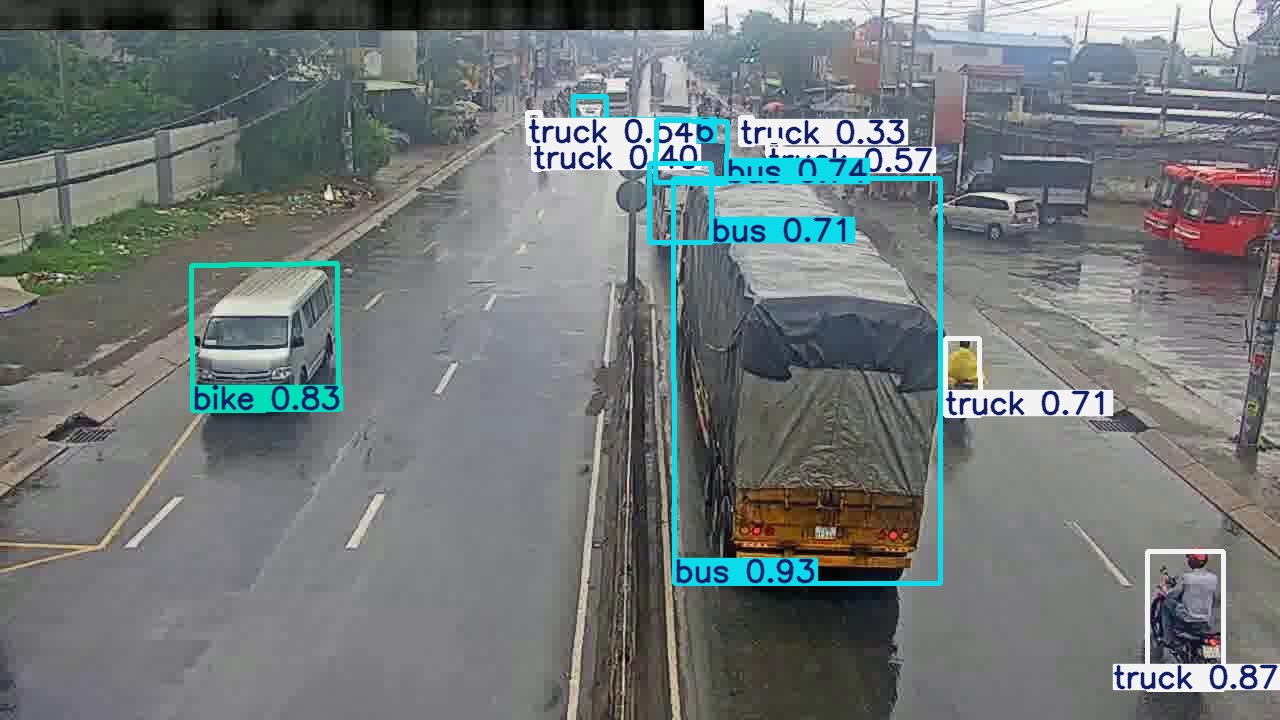 truck 0.54
truck 0.33
truck 0.40
truck 0.57
bus 0.74
bus 0.71
bike 0.83
truck 0.71
bus 0.93
truck 0.87